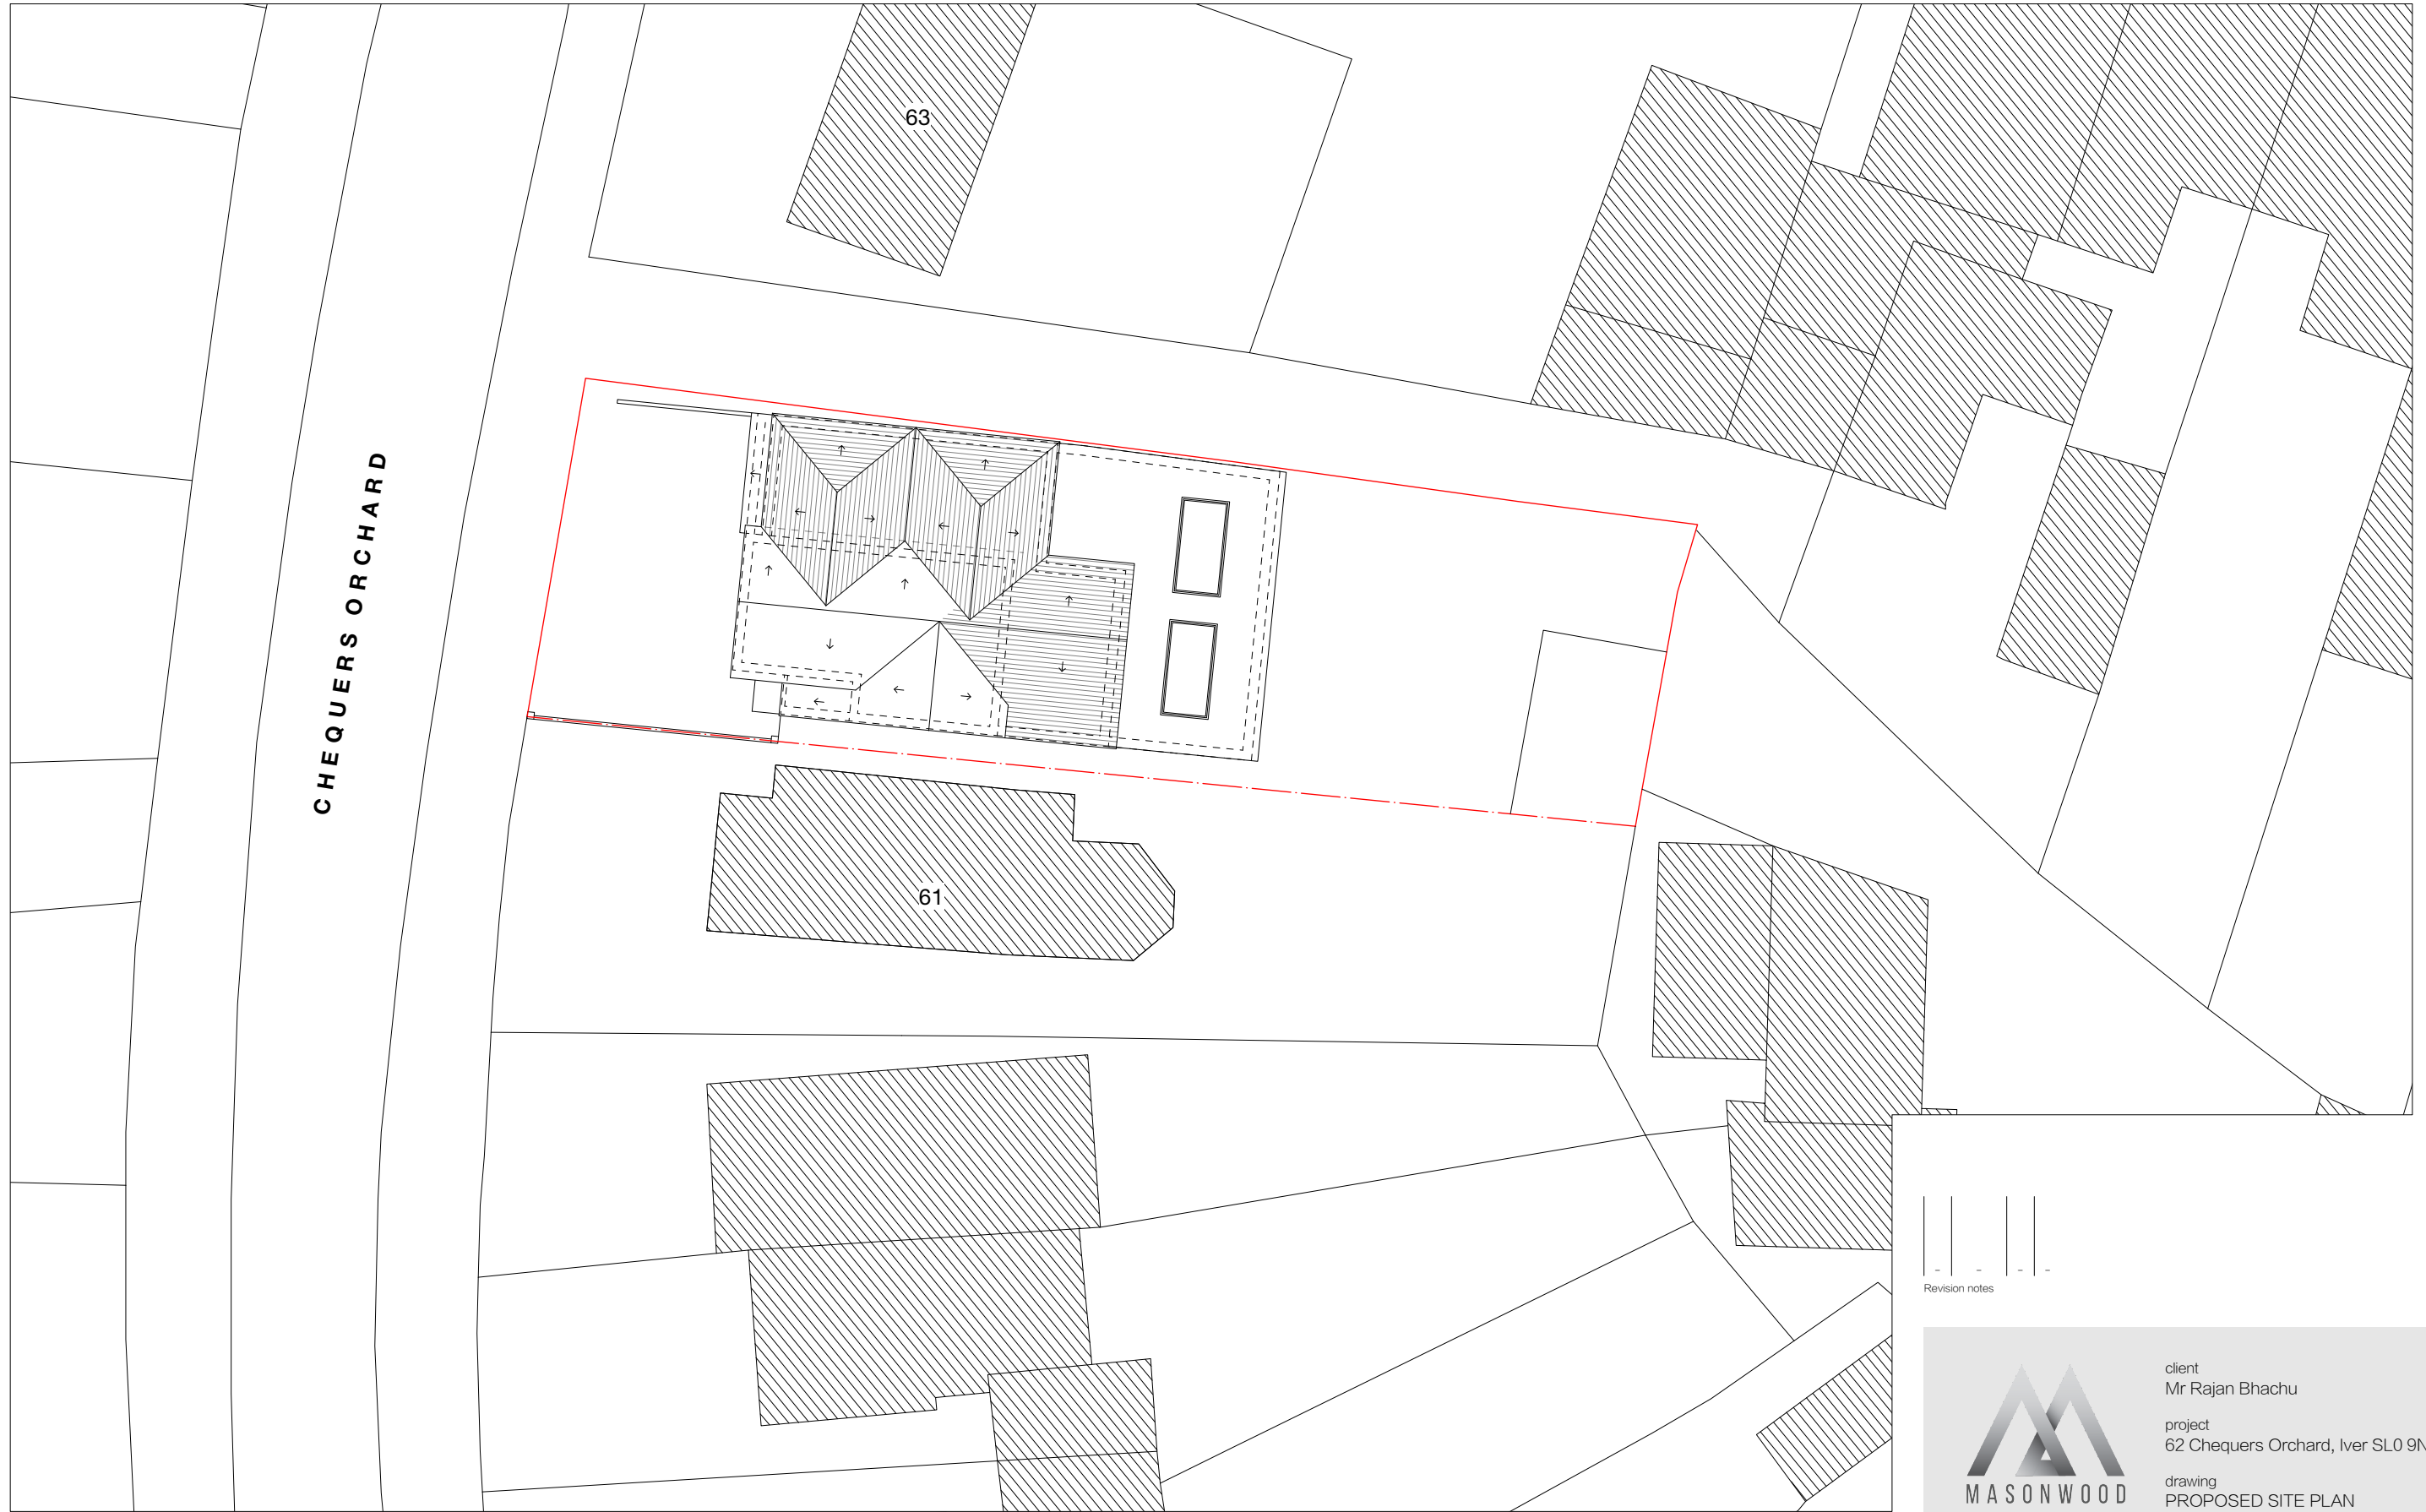 63
CHEQUERS ORCHARD
61
Revision notes
client
Mr Rajan Bhachu
project
62 Chequers Orchard, Iver SL0 9N
drawing
MASONWOOD
PROPOSED SITE PLAN